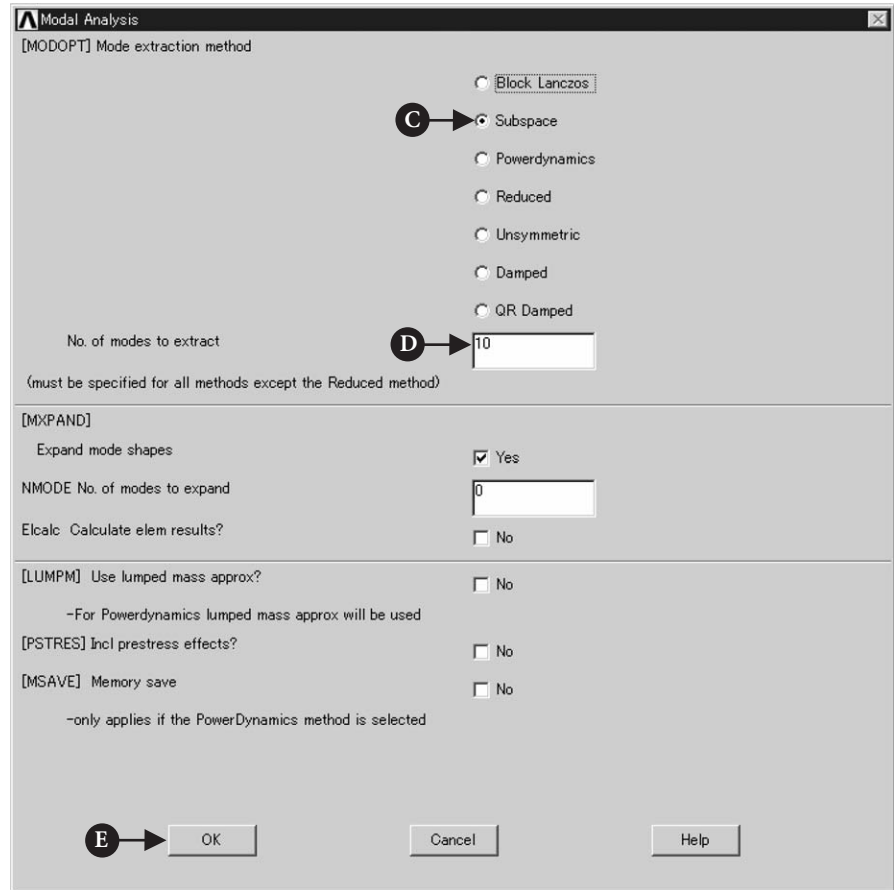 Modal Analysis
[MODOPT] Mode extraction method
Block Lanczos
C Subspace
Powerdynamics
Reduced
Unsymmetric
Damped
QR Damped
No. of modes to extract D 10
(must be specified for all methods except the Reduced method)
[MXPAND]
Expand mode shapes Yes
NMODE No. of modes to expand 0
Elcalc Calculate elem results? No
[LUMPM] Use lumped mass approx? No
-For Powerdynamics lumped mass approx will be used
[PSTRES] Incl prestress effects? No
[MSAVE] Memory save No
-only applies if the PowerDynamics method is selected
E OK Cancel Help